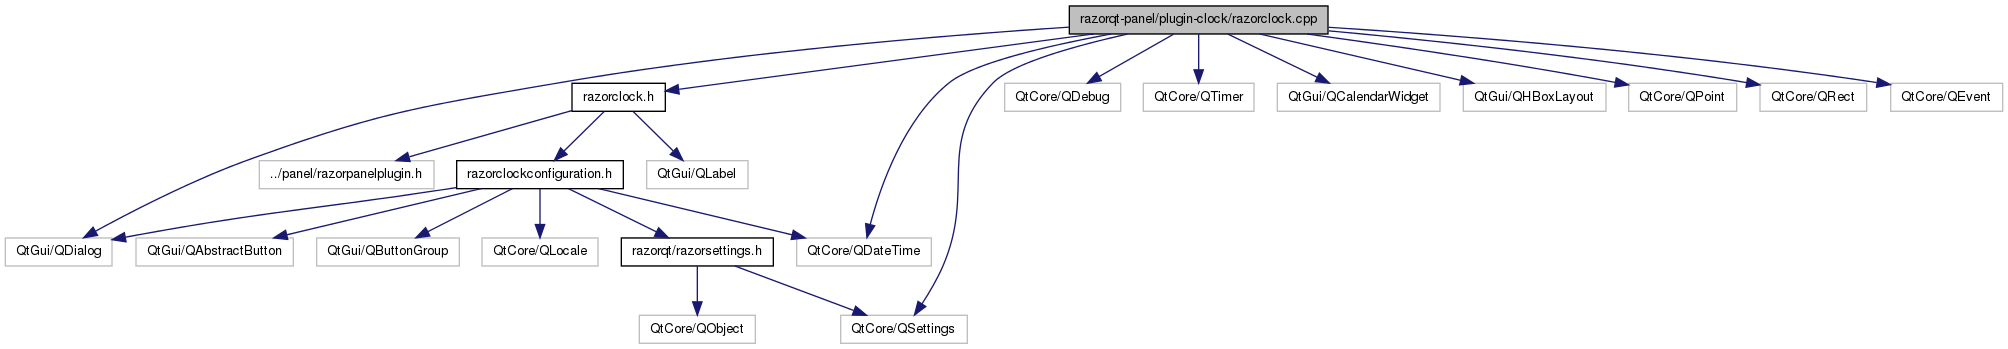 razorqt-panel/plugin-clock/razorclock.cpp
razorclock.h
QtCore/QDebug
QtCore/QTimer
QtGui/QCalendarWidget
QtGui/QHBoxLayout
QtCore/QPoint
QtCore/QRect
QtCore/QEvent
../panel/razorpanelplugin.h
razorclockconfiguration.h
QtGui/QLabel
QtGui/QDialog
QtGui/QAbstractButton
QtGui/QButtonGroup
QtCore/QLocale
razorqt/razorsettings.h
QtCore/QDateTime
QtCore/QObject
QtCore/QSettings